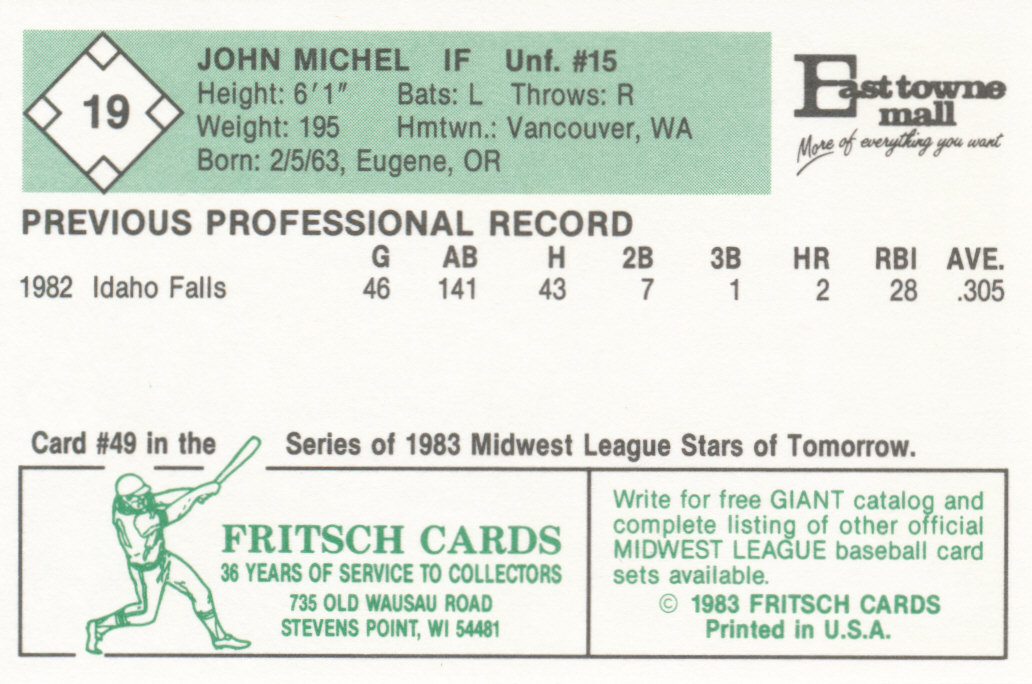 19
JOHN MICHEL IF Unf. #15
Height: 6'1" Bats: L Throws: R
Weight: 195 Hmtwn.: Vancouver, WA
Born: 2/5/63, Eugene, OR
East towne
mall
More of everything you want
PREVIOUS PROFESSIONAL RECORD
G AB H 2B 3B HR RBI AVE.
1982 Idaho Falls 46 141 43 7 1 2 28 .305
Card #49 in the Series of 1983 Midwest League Stars of Tomorrow.
FRITSCH CARDS
36 YEARS OF SERVICE TO COLLECTORS
735 OLD WAUSAU ROAD
STEVENS POINT, WI 54481
Write for free GIANT catalog and
complete listing of other official
MIDWEST LEAGUE baseball card
sets available.
© 1983 FRITSCH CARDS
Printed in U.S.A.